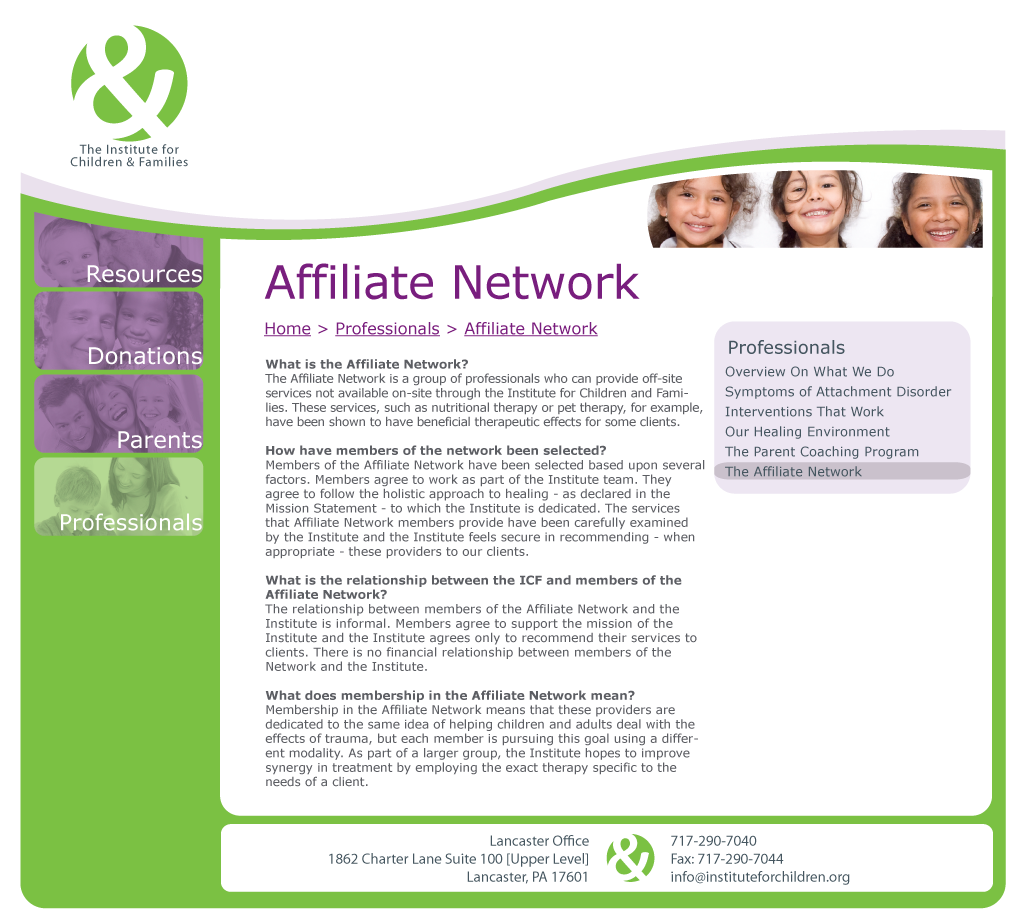 The Institute for
Children & Families
Resources
Donations
Parents
Professionals
Affiliate Network
Home > Professionals > Affiliate Network
What is the Affiliate Network?
The Affiliate Network is a group of professionals who can provide off-site
services not available on-site through the Institute for Children and Fami-
lies. These services, such as nutritional therapy or pet therapy, for example,
have been shown to have beneficial therapeutic effects for some clients.
How have members of the network been selected?
Members of the Affiliate Network have been selected based upon several
factors. Members agree to work as part of the Institute team. They
agree to follow the holistic approach to healing - as declared in the
Mission Statement - to which the Institute is dedicated. The services
that Affiliate Network members provide have been carefully examined
by the Institute and the Institute feels secure in recommending - when
appropriate - these providers to our clients.
What is the relationship between the ICF and members of the
Affiliate Network?
The relationship between members of the Affiliate Network and the
Institute is informal. Members agree to support the mission of the
Institute and the Institute agrees only to recommend their services to
clients. There is no financial relationship between members of the
Network and the Institute.
What does membership in the Affiliate Network mean?
Membership in the Affiliate Network means that these providers are
dedicated to the same idea of helping children and adults deal with the
effects of trauma, but each member is pursuing this goal using a differ-
ent modality. As part of a larger group, the Institute hopes to improve
synergy in treatment by employing the exact therapy specific to the
needs of a client.
Professionals
Overview On What We Do
Symptoms of Attachment Disorder
Interventions That Work
Our Healing Environment
The Parent Coaching Program
The Affiliate Network
Lancaster Office
1862 Charter Lane Suite 100 [Upper Level]
Lancaster, PA 17601
&
717-290-7040
Fax: 717-290-7044
info@instituteforchildren.org